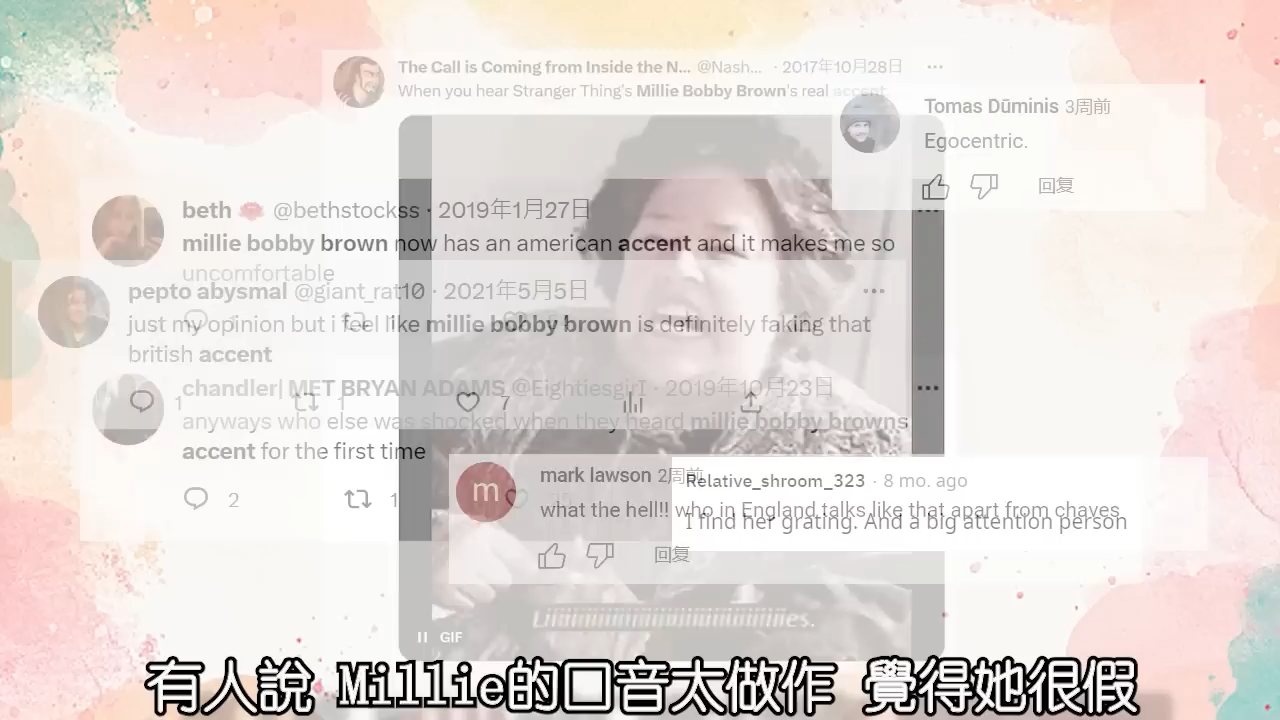 The Call is Coming from Inside the N... @Nash... · 2017年10月28日
When you hear Stranger Thing's Millie Bobby Brown's real accent
Tomas Dūminis 3周前
Egocentric.
回复
beth @bethstockss · 2019年1月27日
millie bobby brown now has an american accent and it makes me so
uncomfortable
pepto abysmal @giant_rat10 · 2021年5月5日
just my opinion but i feel like millie bobby brown is definitely faking that
british accent
1 1 7
chandler| MET BRYAN ADAMS @Eightiesgir1 · 2019年10月23日
anyways who else was shocked when they heard millie bobby browns
accent for the first time
2 1
mark lawson 2周前
what the hell!! who in England talks like that apart from chaves
回复
Relative_shroom_323 · 8 mo. ago
I find her grating. And a big attention person
GIF
有人說 Millie的口音太做作 覺得她很假